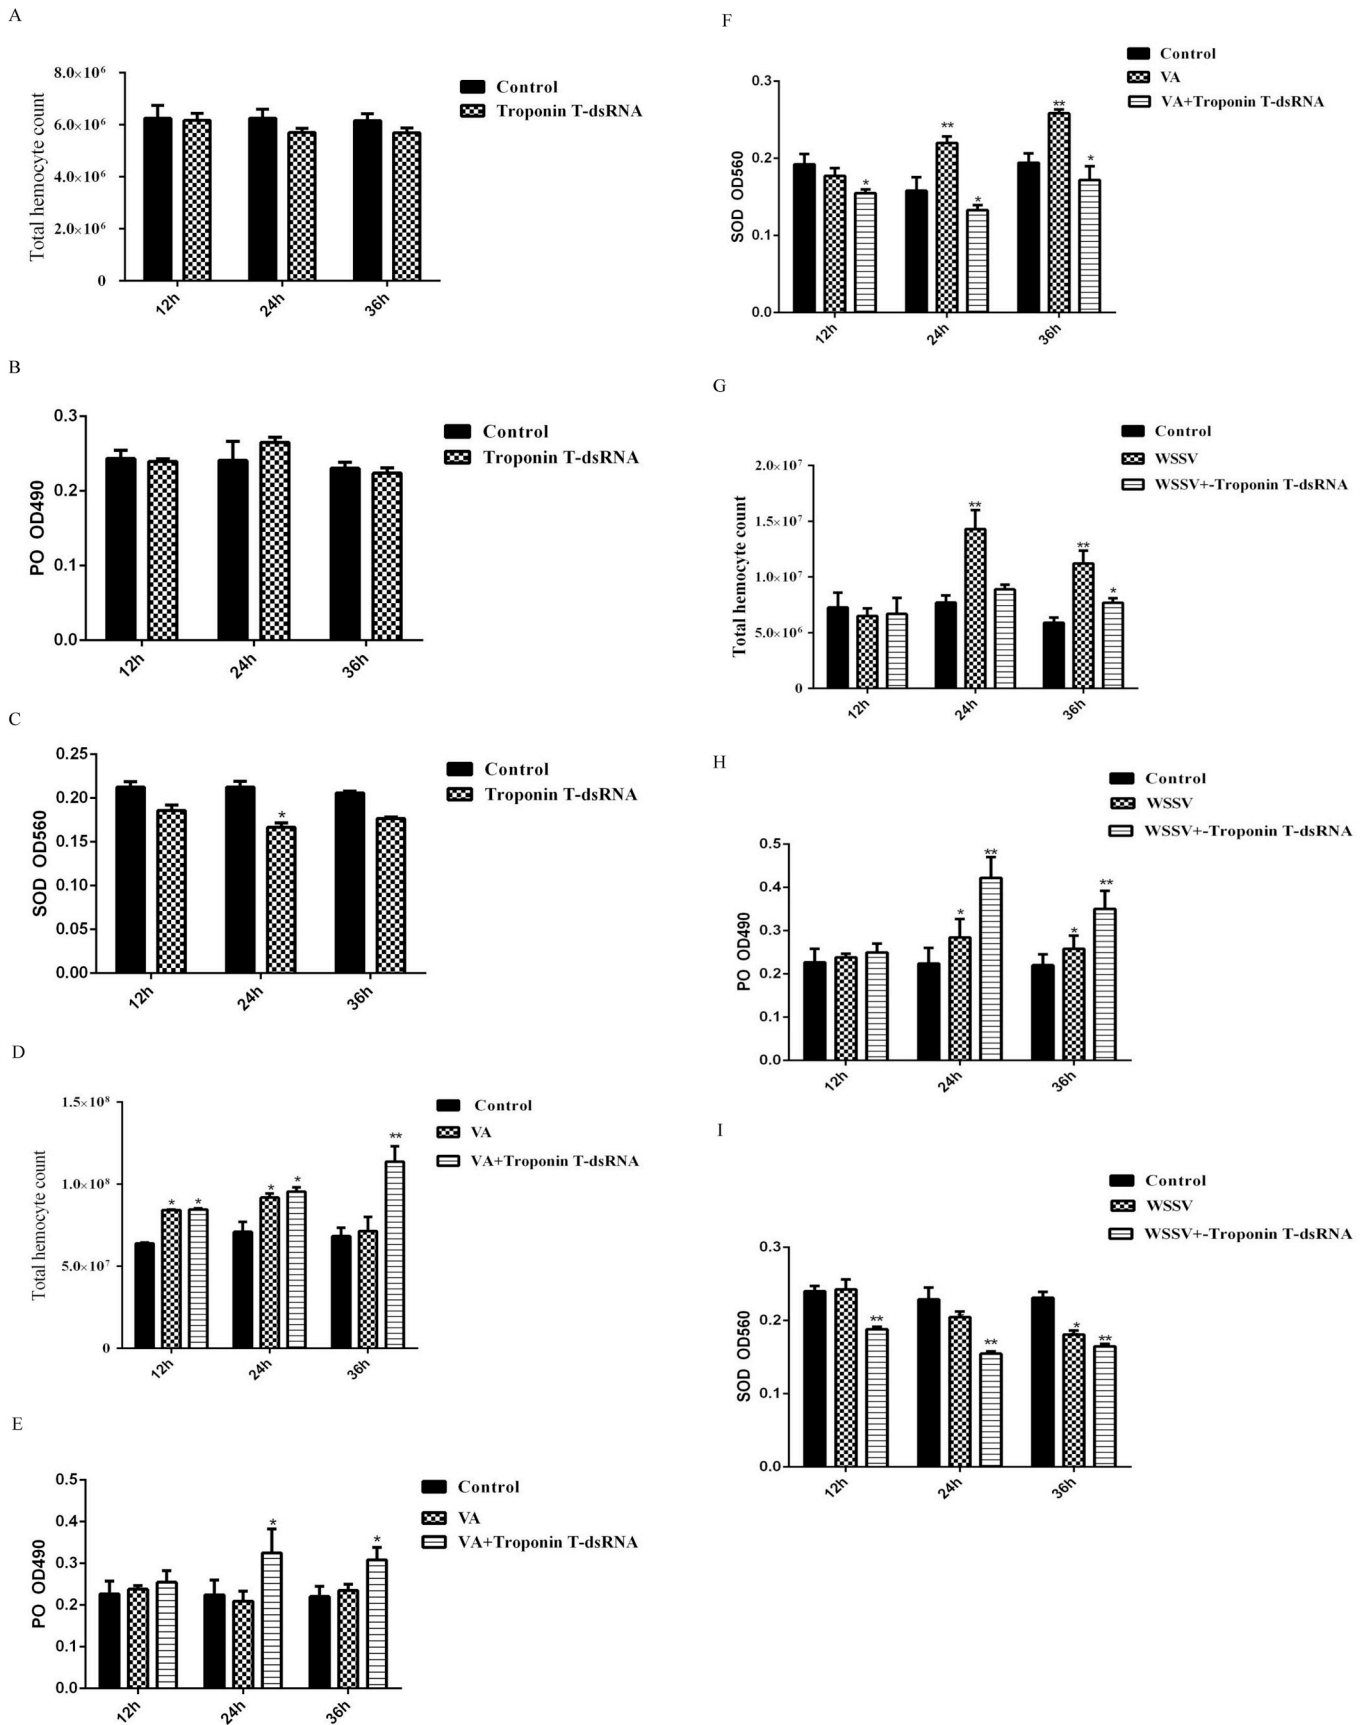 A
8.0×10⁶
6.0×10⁶
4.0×10⁶
2.0×10⁶
0
Total hemocyte count
12h
24h
36h
Control
Troponin T-dsRNA
B
0.3
0.2
0.1
0.0
PO OD490
12h
24h
36h
Control
Troponin T-dsRNA
C
0.25
0.20
0.15
0.10
0.05
0.00
SOD OD560
*
12h
24h
36h
Control
Troponin T-dsRNA
D
1.5×10⁸
1.0×10⁸
5.0×10⁷
0
Total hemocyte count
* *
* *
**
12h
24h
36h
Control
VA
VA+Troponin T-dsRNA
E
0.5
0.4
0.3
0.2
0.1
0.0
PO OD490
*
*
12h
24h
36h
Control
VA
VA+Troponin T-dsRNA
F
Control
VA
VA+Troponin T-dsRNA
0.3
0.2
0.1
0.0
SOD OD560
*
** *
** *
12h
24h
36h
G
Control
WSSV
WSSV+-Troponin T-dsRNA
2.0×10⁷
1.5×10⁷
1.0×10⁷
5.0×10⁶
0
Total hemocyte count
**
** *
12h
24h
36h
H
Control
WSSV
WSSV+-Troponin T-dsRNA
0.5
0.4
0.3
0.2
0.1
0.0
PO OD490
* **
* **
12h
24h
36h
I
Control
WSSV
WSSV+-Troponin T-dsRNA
0.3
0.2
0.1
0.0
SOD OD560
**
**
* **
12h
24h
36h